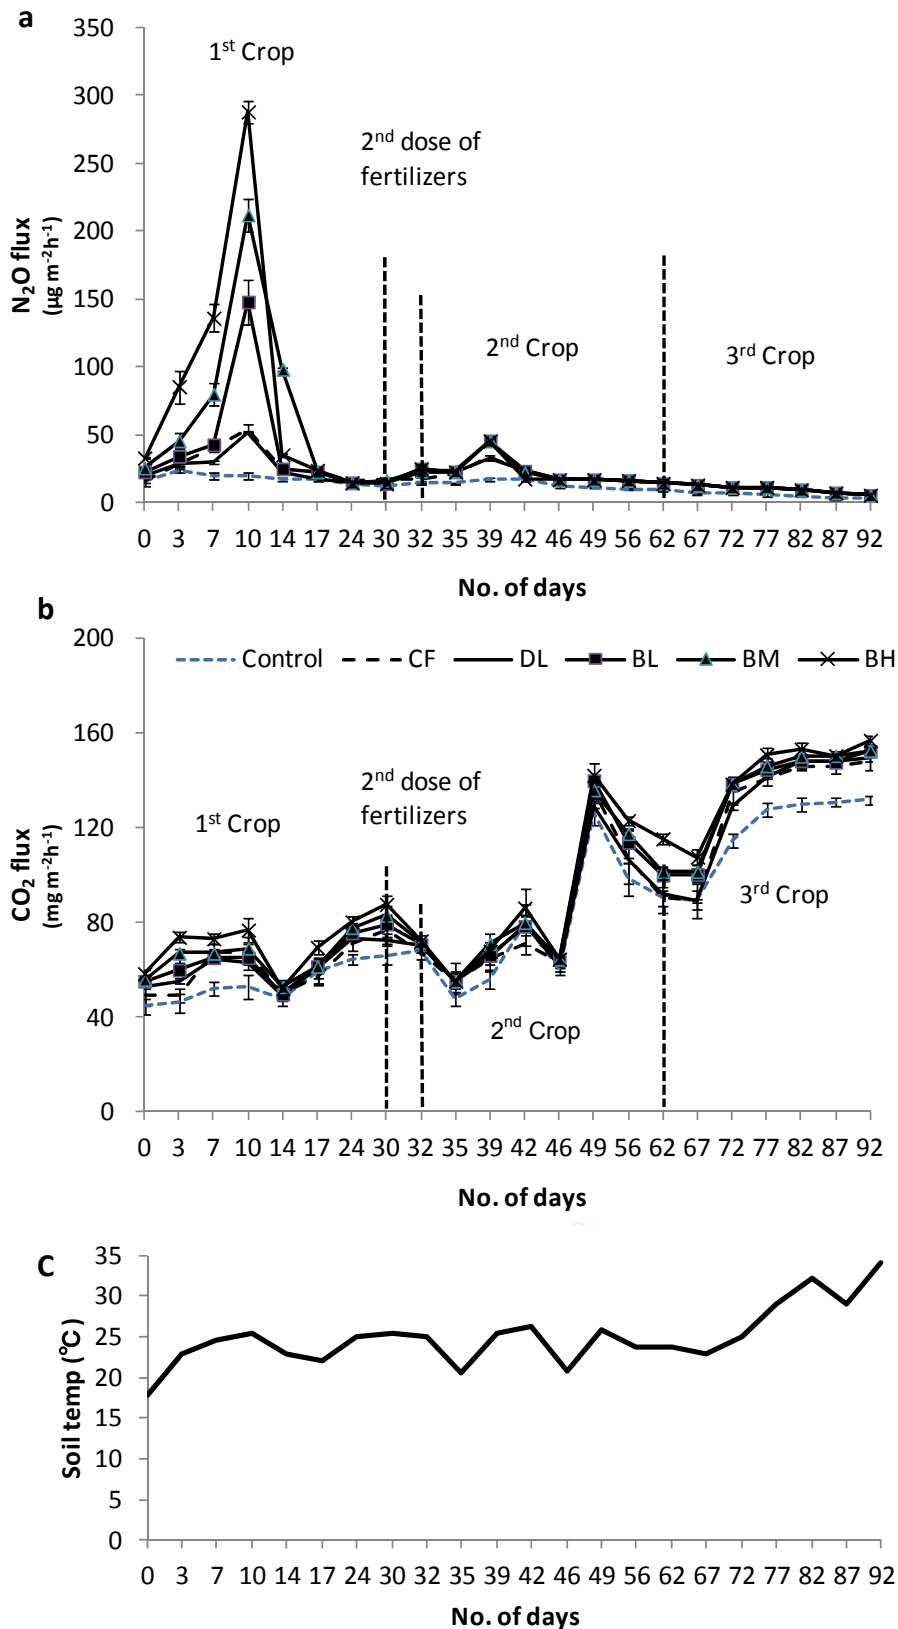 a
350
300
250
200
150
100
50
0
N₂O flux
(µg m⁻²h⁻¹)
1ˢᵗ Crop
2ⁿᵈ dose of
fertilizers
2ⁿᵈ Crop
3ʳᵈ Crop
0 3 7 10 14 17 24 30 32 35 39 42 46 49 56 62 67 72 77 82 87 92
No. of days
b
200
160
120
80
40
0
CO₂ flux
(mg m⁻²h⁻¹)
Control CF DL BL BM BH
2ⁿᵈ dose of
fertilizers
1ˢᵗ Crop
3ʳᵈ Crop
2ⁿᵈ Crop
0 3 7 10 14 17 24 30 32 35 39 42 46 49 56 62 67 72 77 82 87 92
No. of days
C
35
30
25
20
15
10
5
0
Soil temp (°C)
0 3 7 10 14 17 24 30 32 35 39 42 46 49 56 62 68 72 77 82 87 92
No. of days